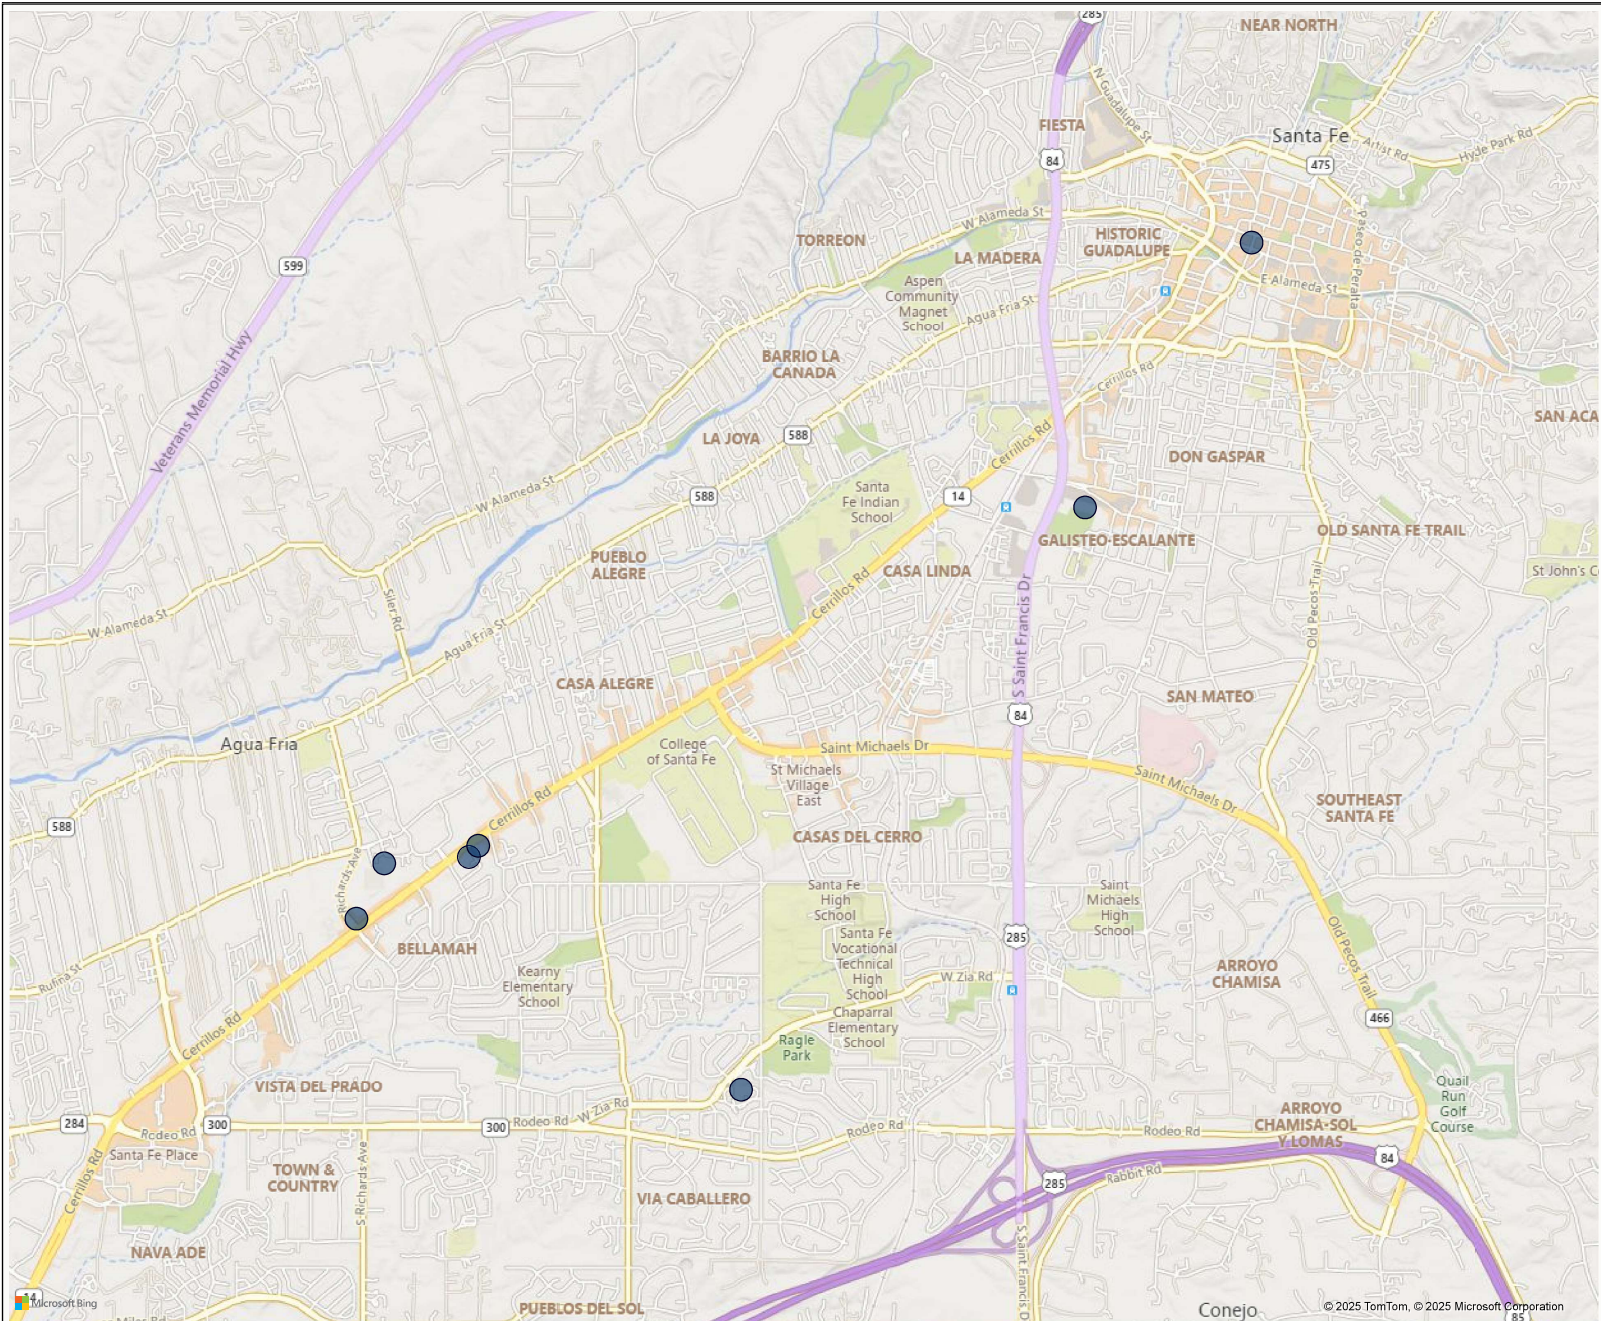 285
NEAR NORTH
N Guadalupe St
FIESTA
Santa Fe
Artist Rd
Hyde Park Rd
84
475
W Alameda St
TORREON
HISTORIC
GUADALUPE
Paseo de Peralta
LA MADERA
599
Aspen
Community
Magnet
School
E Alameda St
Agua Fria St
Veterans Memorial Hwy
BARRIO LA
CANADA
Cerrillos Rd
SAN ACA
LA JOYA
588
Cerrillos Rd
DON GASPAR
W Alameda St
588
Santa
Fe Indian
School
14
OLD SANTA FE TRAIL
GALISTEO-ESCALANTE
PUEBLO
ALEGRE
CASA LINDA
St John's C
Siler Rd
Cerrillos Rd
S Saint Francis Dr
Old Pecos Trail
W Alameda St
Agua Fria St
CASA ALEGRE
SAN MATEO
84
Agua Fria
College
of Santa Fe
Saint Michaels Dr
St Michaels
Village
East
Saint Michaels Dr
SOUTHEAST
SANTA FE
588
Cerrillos Rd
CASAS DEL CERRO
Richards Ave
Santa Fe
High
School
Saint
Michaels
High
School
BELLAMAH
Santa Fe
Vocational
Technical
High
School
285
Old Pecos Trail
Rufina St
Kearny
Elementary
School
W Zia Rd
ARROYO
CHAMISA
Chaparral
Elementary
School
466
Cerrillos Rd
Ragle
Park
VISTA DEL PRADO
Quail
Run
Golf
Course
284
Rodeo Rd
300
300
Rodeo Rd
W Zia Rd
Rodeo Rd
Rodeo Rd
ARROYO
CHAMISA-SOL
Y LOMAS
Santa Fe Place
84
Cerrillos Rd
TOWN &
COUNTRY
S Richards Ave
285
Rabbit Rd
VIA CABALLERO
NAVA ADE
S Saint Francis D
14
Microsoft Bing
PUEBLOS DEL SOL
Conejo
© 2025 TomTom, © 2025 Microsoft Corporation
85